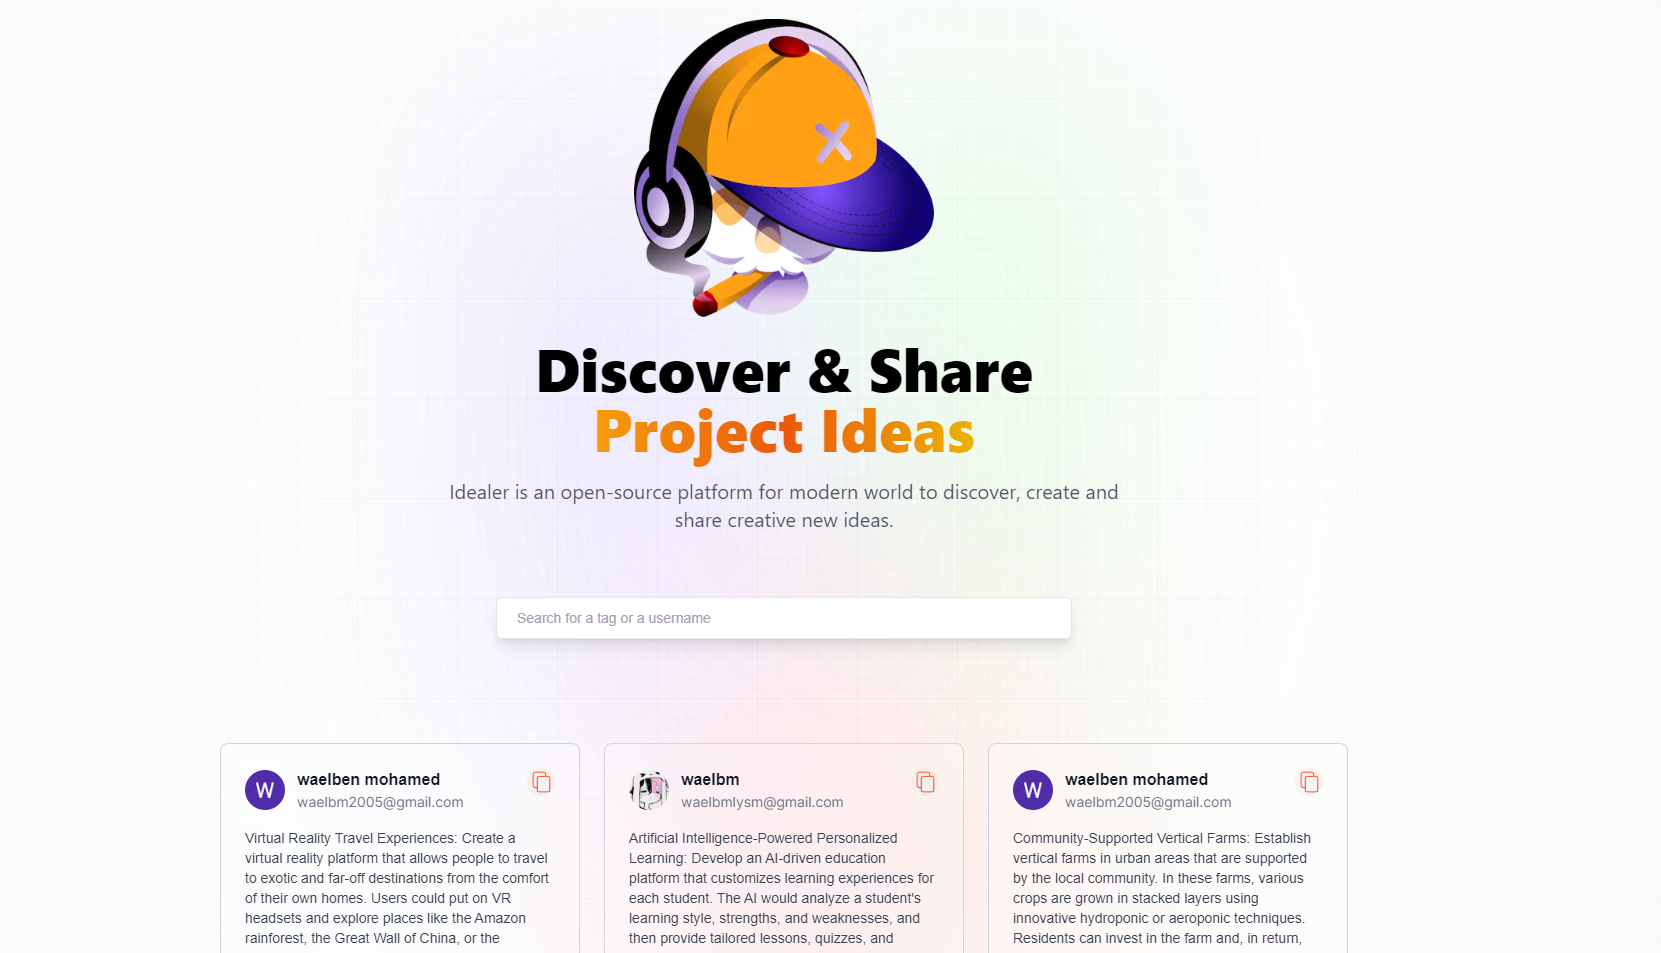 Discover & Share
Project Ideas
Idealer is an open-source platform for modern world to discover, create and
share creative new ideas.
Search for a tag or a username
W
waelben mohamed
waelbm2005@gmail.com
Virtual Reality Travel Experiences: Create a
virtual reality platform that allows people to travel
to exotic and far-off destinations from the comfort
of their own homes. Users could put on VR
headsets and explore places like the Amazon
rainforest, the Great Wall of China, or the
waelbm
waelbmlysm@gmail.com
Artificial Intelligence-Powered Personalized
Learning: Develop an AI-driven education
platform that customizes learning experiences for
each student. The AI would analyze a student's
learning style, strengths, and weaknesses, and
then provide tailored lessons, quizzes, and
W
waelben mohamed
waelbm2005@gmail.com
Community-Supported Vertical Farms: Establish
vertical farms in urban areas that are supported
by the local community. In these farms, various
crops are grown in stacked layers using
innovative hydroponic or aeroponic techniques.
Residents can invest in the farm and, in return,